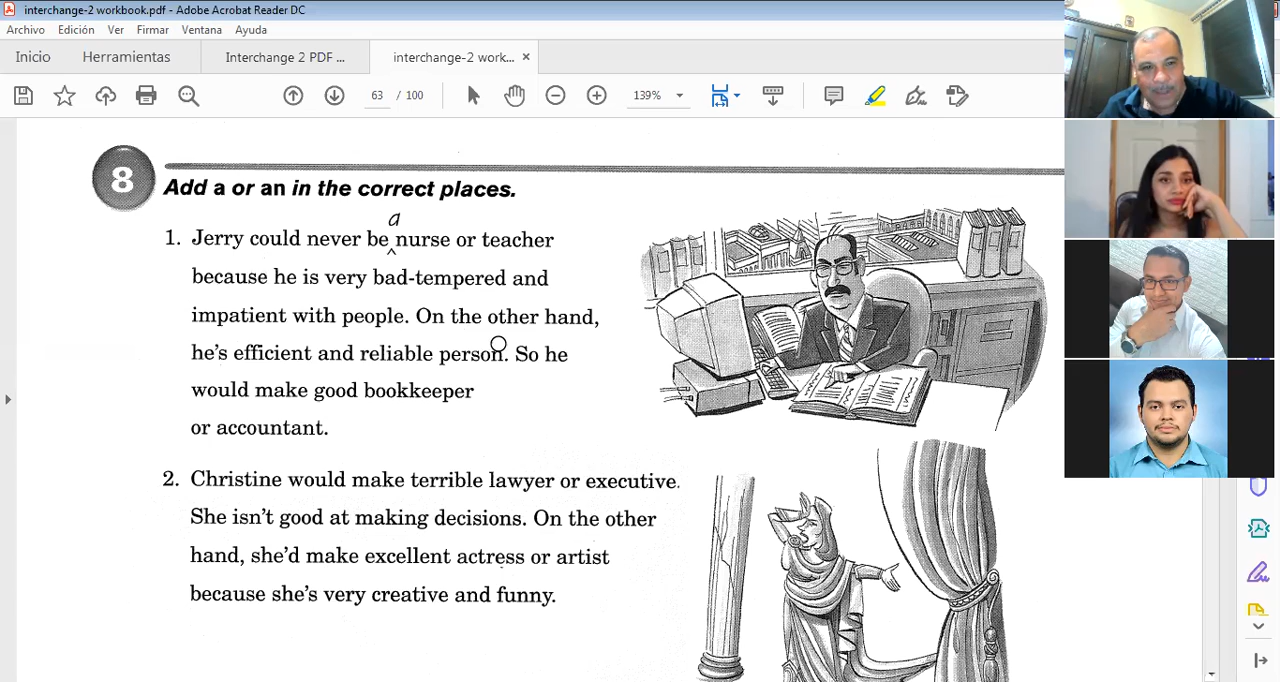 interchange-2 workbook.pdf - Adobe Acrobat Reader DC
Archivo Edición Ver Firmar Ventana Ayuda
Inicio Herramientas Interchange 2 PDF ... interchange-2 work... ×
63 / 100 139%
8 Add a or an in the correct places.
a
1. Jerry could never be ^ nurse or teacher
because he is very bad-tempered and
impatient with people. On the other hand,
he's efficient and reliable person. So he
would make good bookkeeper
or accountant.
2. Christine would make terrible lawyer or executive.
She isn't good at making decisions. On the other
hand, she'd make excellent actress or artist
because she's very creative and funny.